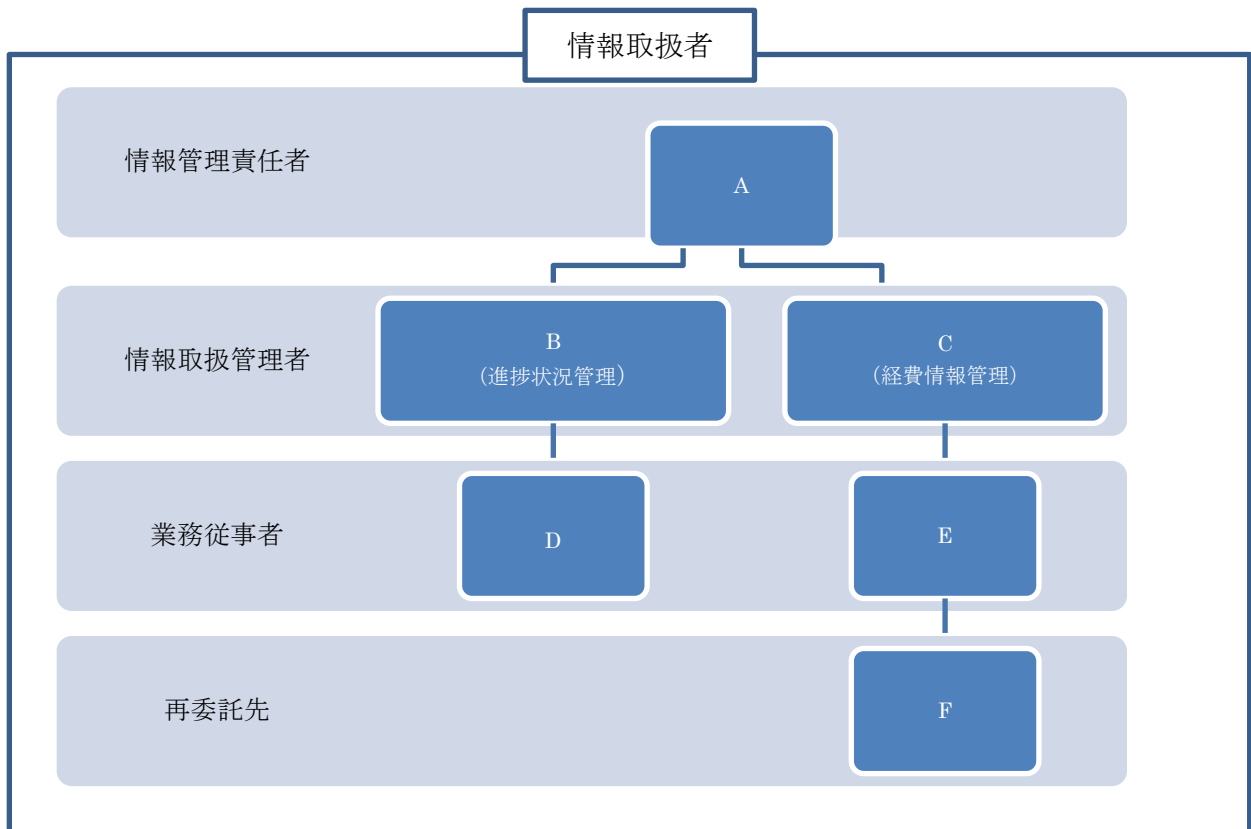 情報取扱者
情報管理責任者
A
情報取扱管理者
B
（進捗状況管理）
C
（経費情報管理）
業務従事者
D
E
再委託先
F